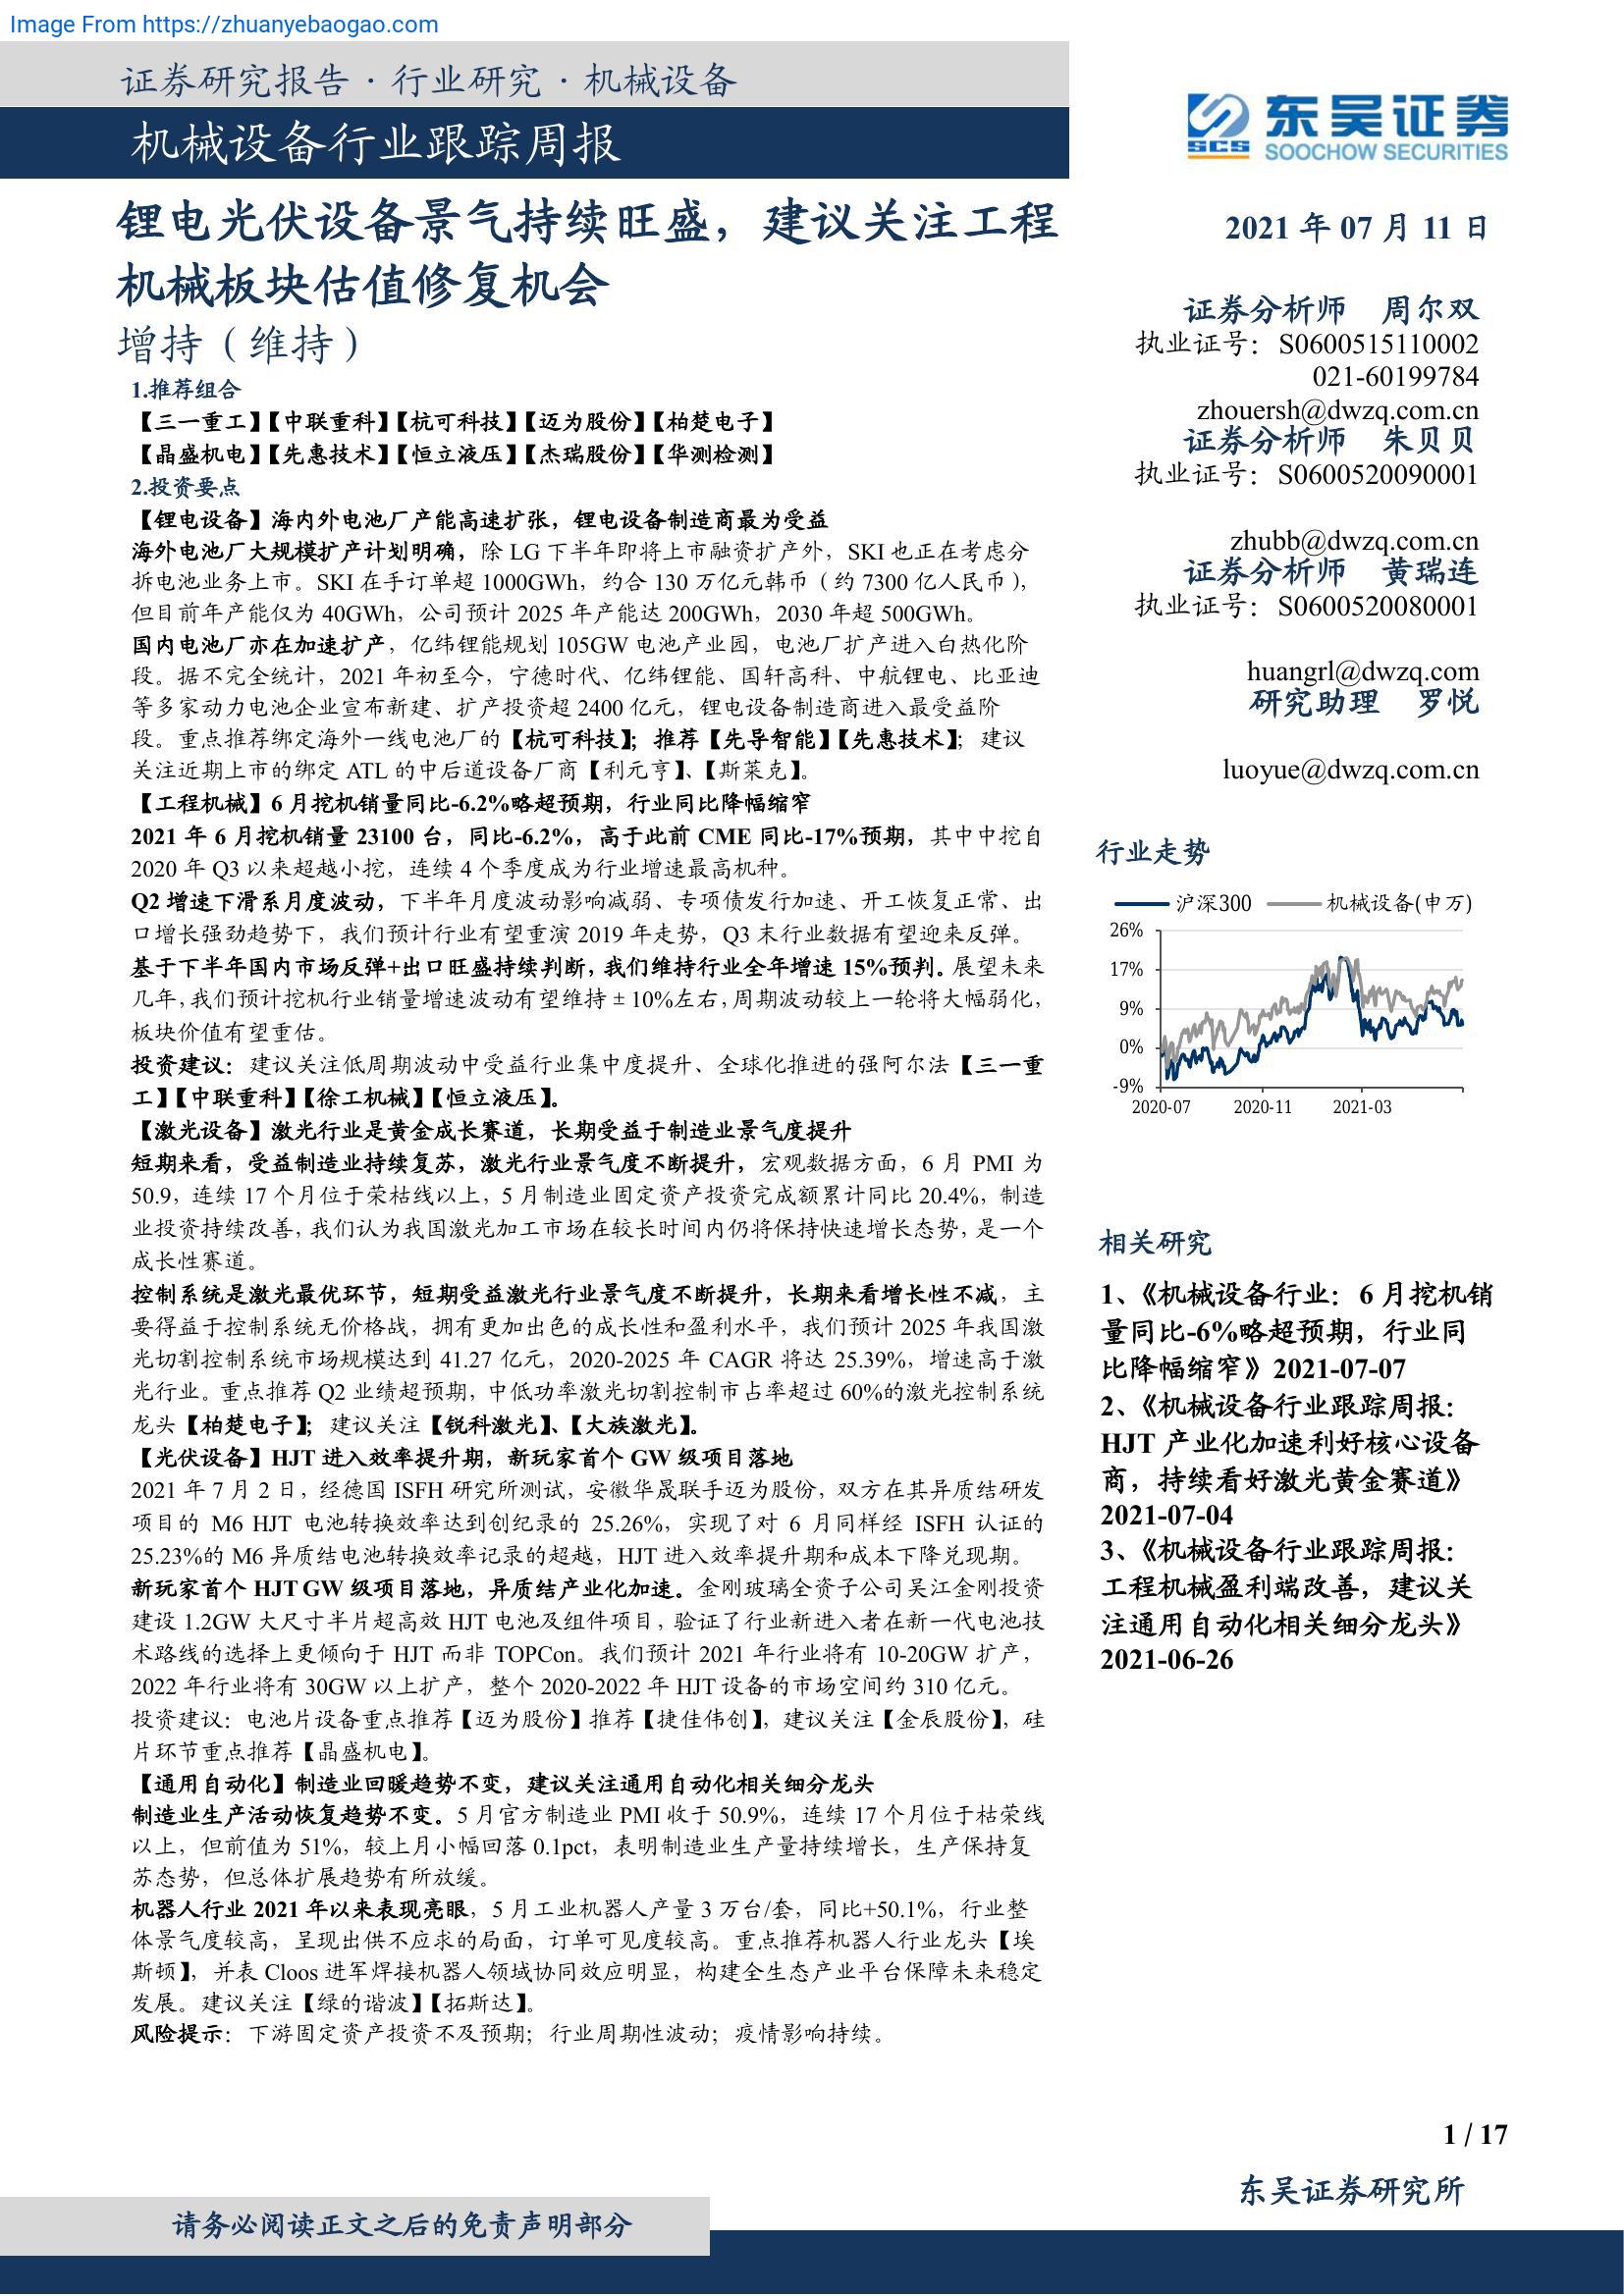 Image From https://zhuanyebaogao.com
证券研究报告·行业研究·机械设备
机械设备行业跟踪周报
东吴证券
SCS
SOOCHOW SECURITIES
锂电光伏设备景气持续旺盛，建议关注工程
机械板块估值修复机会
增持（维持）
1.推荐组合
【三一重工】【中联重科】【杭可科技】【迈为股份】【柏楚电子】
【晶盛机电】【先惠技术】【恒立液压】【杰瑞股份】【华测检测】
2.投资要点
【锂电设备】海内外电池厂产能高速扩张，锂电设备制造商最为受益
海外电池厂大规模扩产计划明确，除 LG 下半年即将上市融资扩产外，SKI 也正在考虑分
拆电池业务上市。SKI 在手订单超 1000GWh，约合 130 万亿元韩币（约 7300 亿人民币），
但目前年产能仅为 40GWh，公司预计 2025 年产能达 200GWh，2030 年超 500GWh。
国内电池厂亦在加速扩产，亿纬锂能规划 105GW 电池产业园，电池厂扩产进入白热化阶
段。据不完全统计，2021 年初至今，宁德时代、亿纬锂能、国轩高科、中航锂电、比亚迪
等多家动力电池企业宣布新建、扩产投资超 2400 亿元，锂电设备制造商进入最受益阶
段。重点推荐绑定海外一线电池厂的【杭可科技】；推荐【先导智能】【先惠技术】；建议
关注近期上市的绑定 ATL 的中后道设备厂商【利元亨】、【斯莱克】。
【工程机械】6 月挖机销量同比-6.2%略超预期，行业同比降幅缩窄
2021 年 6 月挖机销量 23100 台，同比-6.2%，高于此前 CME 同比-17%预期，其中中挖自
2020 年 Q3 以来超越小挖，连续 4 个季度成为行业增速最高机种。
Q2 增速下滑系月度波动，下半年月度波动影响减弱、专项债发行加速、开工恢复正常、出
口增长强劲趋势下，我们预计行业有望重演 2019 年走势，Q3 末行业数据有望迎来反弹。
基于下半年国内市场反弹+出口旺盛持续判断，我们维持行业全年增速 15%预判。展望未来
几年，我们预计挖机行业销量增速波动有望维持±10%左右，周期波动较上一轮将大幅弱化，
板块价值有望重估。
投资建议：建议关注低周期波动中受益行业集中度提升、全球化推进的强阿尔法【三一重
工】【中联重科】【徐工机械】【恒立液压】。
【激光设备】激光行业是黄金成长赛道，长期受益于制造业景气度提升
短期来看，受益制造业持续复苏，激光行业景气度不断提升，宏观数据方面，6 月 PMI 为
50.9，连续 17 个月位于荣枯线以上，5 月制造业固定资产投资完成额累计同比 20.4%，制造
业投资持续改善，我们认为我国激光加工市场在较长时间内仍将保持快速增长态势，是一个
成长性赛道。
控制系统是激光最优环节，短期受益激光行业景气度不断提升，长期来看增长性不减，主
要得益于控制系统无价格战，拥有更加出色的成长性和盈利水平，我们预计 2025 年我国激
光切割控制系统市场规模达到 41.27 亿元，2020-2025 年 CAGR 将达 25.39%，增速高于激
光行业。重点推荐 Q2 业绩超预期，中低功率激光切割控制市占率超过 60%的激光控制系统
龙头【柏楚电子】；建议关注【锐科激光】、【大族激光】。
【光伏设备】HJT 进入效率提升期，新玩家首个 GW 级项目落地
2021 年 7 月 2 日，经德国 ISFH 研究所测试，安徽华晟联手迈为股份，双方在其异质结研发
项目的 M6 HJT 电池转换效率达到创纪录的 25.26%，实现了对 6 月同样经 ISFH 认证的
25.23%的 M6 异质结电池转换效率记录的超越，HJT 进入效率提升期和成本下降兑现期。
新玩家首个 HJT GW 级项目落地，异质结产业化加速。金刚玻璃全资子公司吴江金刚投资
建设 1.2GW 大尺寸半片超高效 HJT 电池及组件项目，验证了行业新进入者在新一代电池技
术路线的选择上更倾向于 HJT 而非 TOPCon。我们预计 2021 年行业将有 10-20GW 扩产，
2022 年行业将有 30GW 以上扩产，整个 2020-2022 年 HJT 设备的市场空间约 310 亿元。
投资建议：电池片设备重点推荐【迈为股份】推荐【捷佳伟创】，建议关注【金辰股份】，硅
片环节重点推荐【晶盛机电】。
【通用自动化】制造业回暖趋势不变，建议关注通用自动化相关细分龙头
制造业生产活动恢复趋势不变。5 月官方制造业 PMI 收于 50.9%，连续 17 个月位于枯荣线
以上，但前值为 51%，较上月小幅回落 0.1pct，表明制造业生产量持续增长，生产保持复
苏态势，但总体扩展趋势有所放缓。
机器人行业 2021 年以来表现亮眼，5 月工业机器人产量 3 万台/套，同比+50.1%，行业整
体景气度较高，呈现出供不应求的局面，订单可见度较高。重点推荐机器人行业龙头【埃
斯顿】，并表 Cloos 进军焊接机器人领域协同效应明显，构建全生态产业平台保障未来稳定
发展。建议关注【绿的谐波】【拓斯达】。
风险提示：下游固定资产投资不及预期；行业周期性波动；疫情影响持续。
2021 年 07 月 11 日
证券分析师 周尔双
执业证号：S0600515110002
021-60199784
zhouersh@dwzq.com.cn
证券分析师 朱贝贝
执业证号：S0600520090001
zhubb@dwzq.com.cn
证券分析师 黄瑞连
执业证号：S0600520080001
huangrl@dwzq.com
研究助理 罗悦
luoyue@dwzq.com.cn
行业走势
沪深300 机械设备(申万)
26%
17%
9%
0%
-9%
2020-07 2020-11 2021-03
相关研究
1、《机械设备行业：6 月挖机销
量同比-6%略超预期，行业同
比降幅缩窄》2021-07-07
2、《机械设备行业跟踪周报：
HJT 产业化加速利好核心设备
商，持续看好激光黄金赛道》
2021-07-04
3、《机械设备行业跟踪周报：
工程机械盈利端改善，建议关
注通用自动化相关细分龙头》
2021-06-26
1 / 17
东吴证券研究所
请务必阅读正文之后的免责声明部分